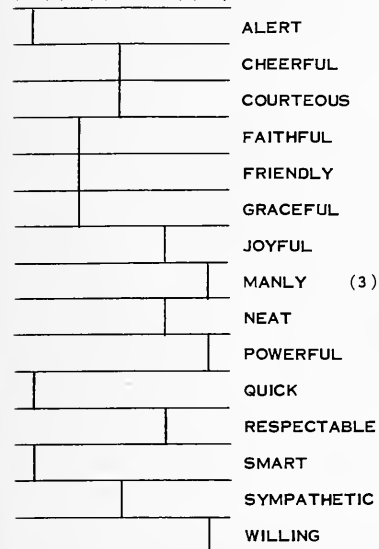 ALERT
CHEERFUL
COURTEOUS
FAITHFUL
FRIENDLY
GRACEFUL
JOYFUL
MANLY (3)
NEAT
POWERFUL
QUICK
RESPECTABLE
SMART
SYMPATHETIC
WILLING